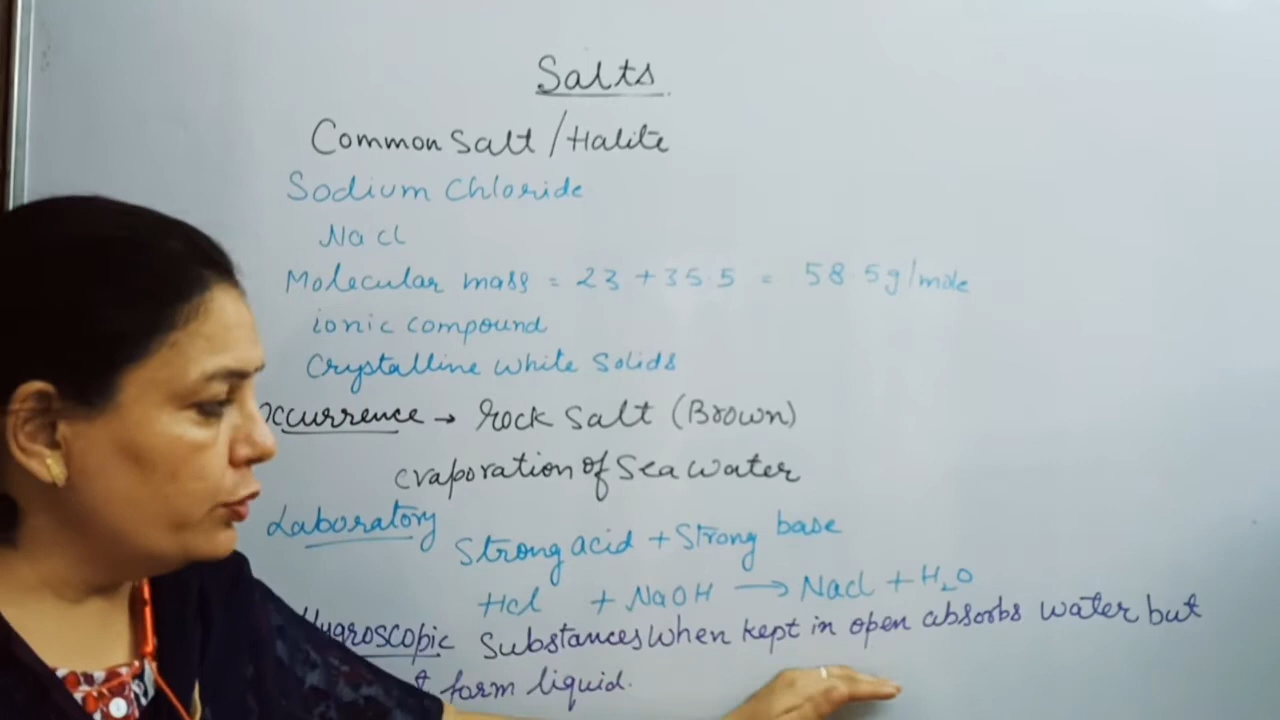 Salts
Common Salt / Halite
Sodium Chloride
Nacl
Molecular mass = 23 + 35.5 = 58.5g/mole
ionic compound
Crystalline White Solids
occurrence → rock Salt (Brown)
evaporation of Sea water
Laboratory
Strong acid + Strong base
Hcl + NaOH → Nacl + H₂O
Hygroscopic Substances when kept in open absorbs water but
form liquid.